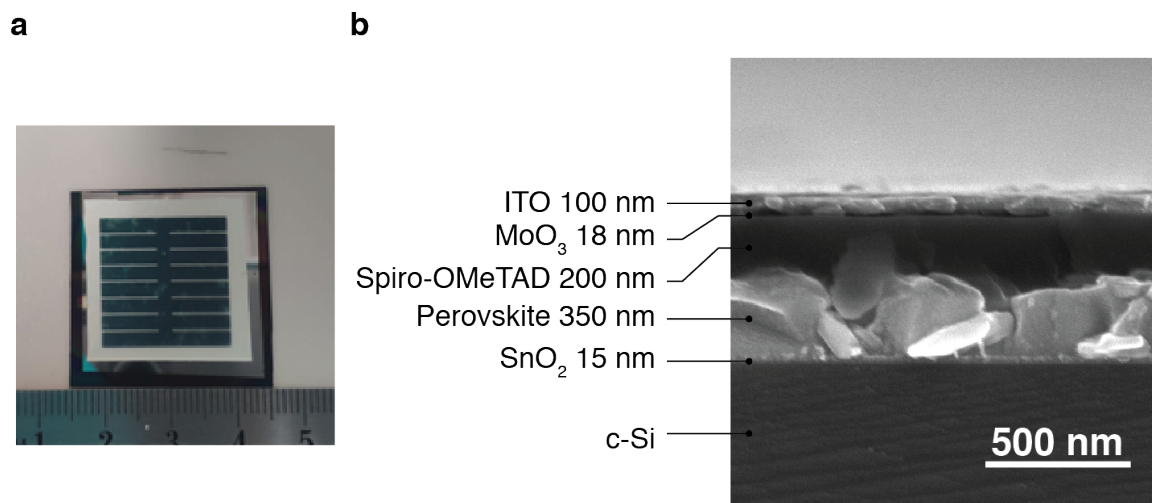 a
b
ITO 100 nm
MoO₃ 18 nm
Spiro-OMeTAD 200 nm
Perovskite 350 nm
SnO₂ 15 nm
c-Si
500 nm
1 2 3 4 5